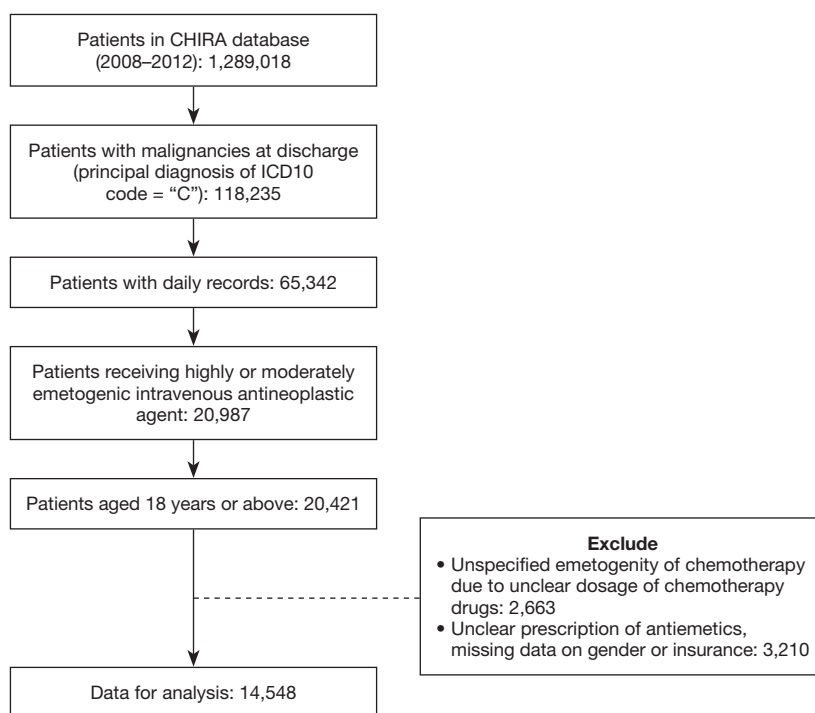 Patients in CHIRA database
(2008–2012): 1,289,018
Patients with malignancies at discharge
(principal diagnosis of ICD10
code = “C”): 118,235
Patients with daily records: 65,342
Patients receiving highly or moderately
emetogenic intravenous antineoplastic
agent: 20,987
Patients aged 18 years or above: 20,421
Exclude
• Unspecified emetogenity of chemotherapy
due to unclear dosage of chemotherapy
drugs: 2,663
• Unclear prescription of antiemetics,
missing data on gender or insurance: 3,210
Data for analysis: 14,548